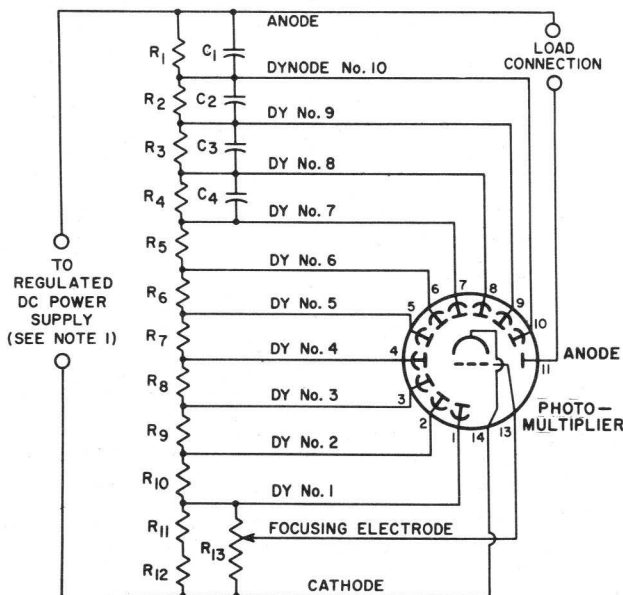 ANODE
LOAD
CONNECTION
R1
C1
DYNODE No. 10
R2
C2
DY No. 9
R3
C3
DY No. 8
R4
C4
DY No. 7
R5
TO
REGULATED
DC POWER
SUPPLY
(SEE NOTE 1)
DY No. 6
R6
DY No. 5
R7
DY No. 4
R8
DY No. 3
R9
DY No. 2
R10
DY No. 1
R11
R13
FOCUSING ELECTRODE
R12
CATHODE
6
7
8
9
5
10
4
11
ANODE
3
2
1
14
13
PHOTO-
MULTIPLIER